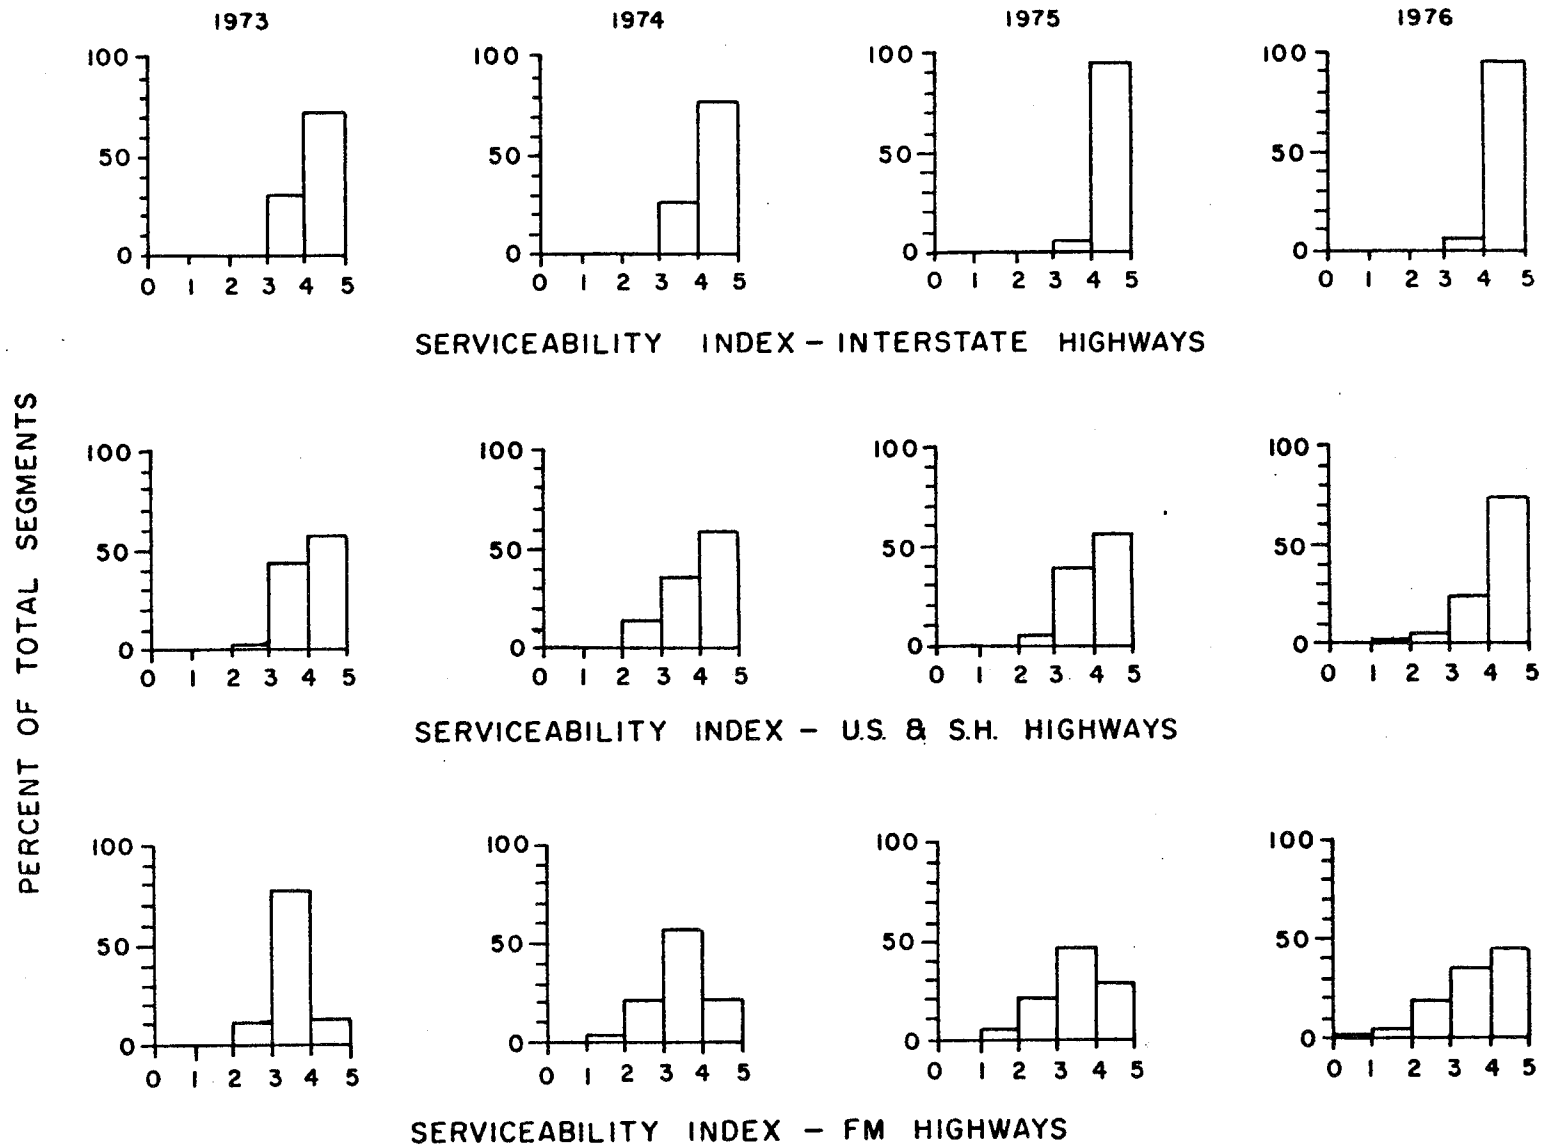 1973 1974 1975 1976
100 100 100 100
50 50 50 50
0 0 0 0
0 1 2 3 4 5 0 1 2 3 4 5 0 1 2 3 4 5 0 1 2 3 4 5
SERVICEABILITY INDEX – INTERSTATE HIGHWAYS
PERCENT OF TOTAL SEGMENTS
100 100 100 100
50 50 50 50
0 0 0 0
0 1 2 3 4 5 0 1 2 3 4 5 0 1 2 3 4 5 0 1 2 3 4 5
SERVICEABILITY INDEX – U.S. & S.H. HIGHWAYS
100 100 100 100
50 50 50 50
0 0 0 0
0 1 2 3 4 5 0 1 2 3 4 5 0 1 2 3 4 5 0 1 2 3 4 5
SERVICEABILITY INDEX – FM HIGHWAYS